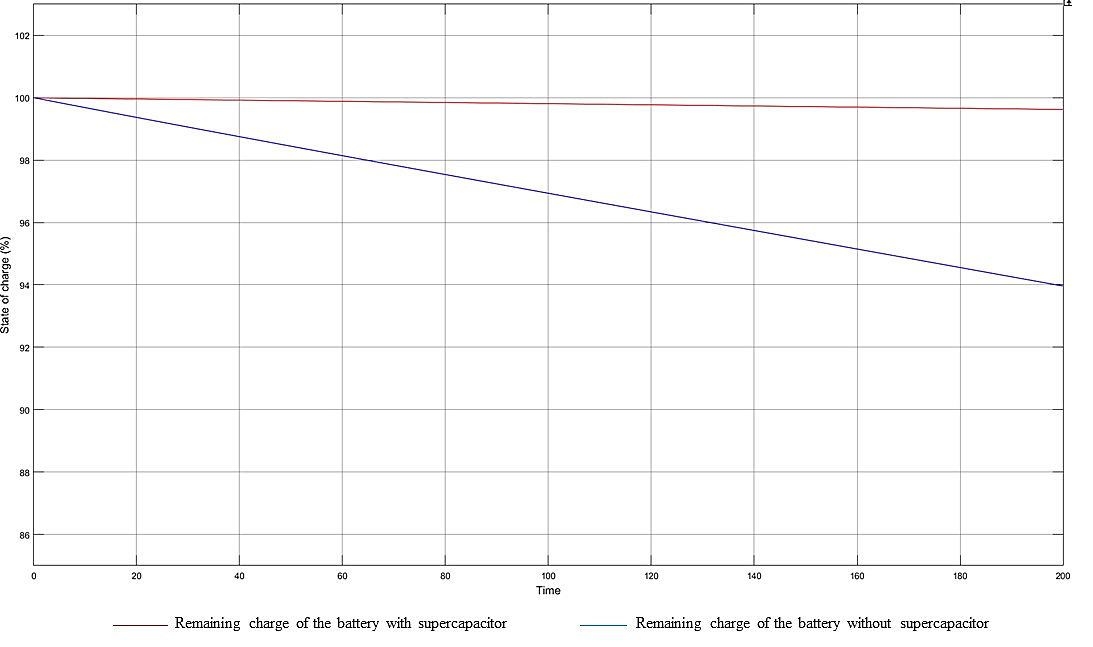 102
100
98
96
94
92
90
88
86
State of charge (%)
0 20 40 60 80 100 120 140 160 180 200
Time
Remaining charge of the battery with supercapacitor
Remaining charge of the battery without supercapacitor